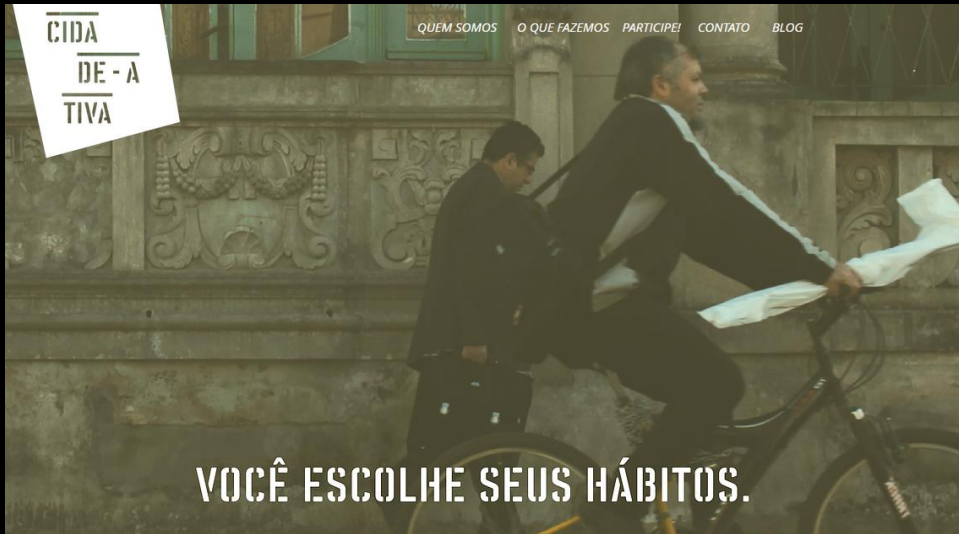 CIDA
DE-A
TIVA
QUEM SOMOS O QUE FAZEMOS PARTICIPE! CONTATO BLOG
VOCÊ ESCOLHE SEUS HÁBITOS.